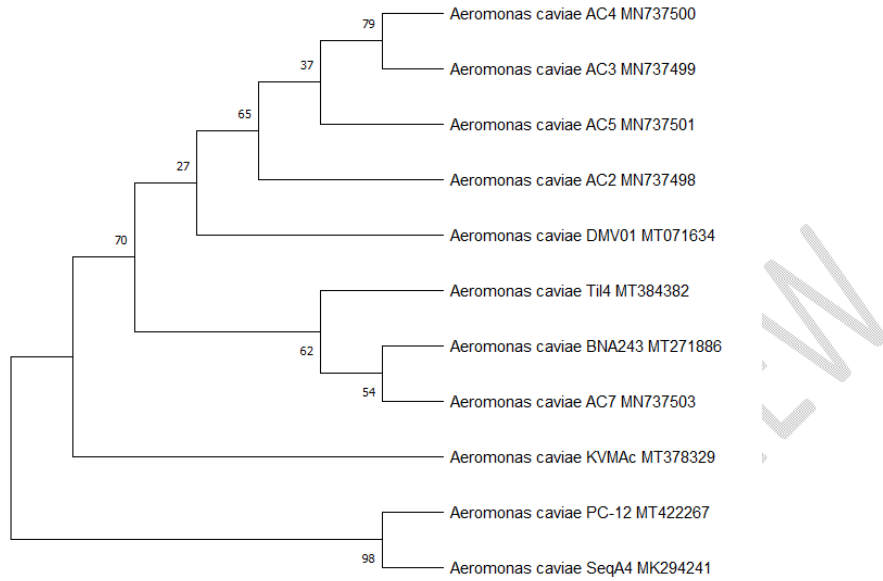 Aeromonas caviae AC4 MN737500
79
Aeromonas caviae AC3 MN737499
37
Aeromonas caviae AC5 MN737501
65
Aeromonas caviae AC2 MN737498
27
Aeromonas caviae DMV01 MT071634
70
Aeromonas caviae Til4 MT384382
Aeromonas caviae BNA243 MT271886
62
54
Aeromonas caviae AC7 MN737503
Aeromonas caviae KVMAc MT378329
Aeromonas caviae PC-12 MT422267
98
Aeromonas caviae SeqA4 MK294241